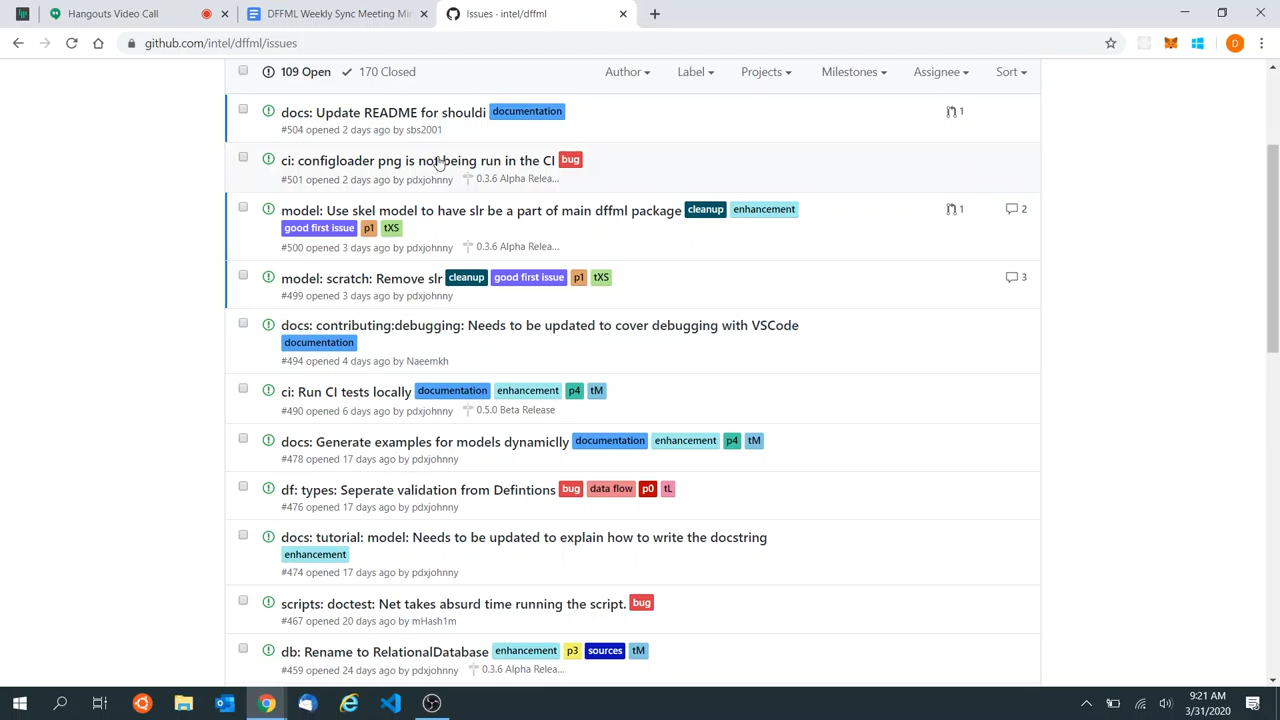 Hangouts Video Call
DFFML Weekly Sync Meeting Mi
Issues · intel/dffml
github.com/intel/dffml/issues
D
109 Open
170 Closed
Author
Label
Projects
Milestones
Assignee
Sort
docs: Update README for shouldi documentation
1
#504 opened 2 days ago by sbs2001
ci: configloader png is not being run in the CI bug
#501 opened 2 days ago by pdxjohnny 0.3.6 Alpha Relea...
model: Use skel model to have slr be a part of main dffml package cleanup enhancement
1
2
good first issue p1 tXS
#500 opened 3 days ago by pdxjohnny 0.3.6 Alpha Relea...
model: scratch: Remove slr cleanup good first issue p1 tXS
3
#499 opened 3 days ago by pdxjohnny
docs: contributing:debugging: Needs to be updated to cover debugging with VSCode
documentation
#494 opened 4 days ago by Naeemkh
ci: Run CI tests locally documentation enhancement p4 tM
#490 opened 6 days ago by pdxjohnny 0.5.0 Beta Release
docs: Generate examples for models dynamiclly documentation enhancement p4 tM
#478 opened 17 days ago by pdxjohnny
df: types: Seperate validation from Defintions bug data flow p0 tL
#476 opened 17 days ago by pdxjohnny
docs: tutorial: model: Needs to be updated to explain how to write the docstring
enhancement
#474 opened 17 days ago by pdxjohnny
scripts: doctest: Net takes absurd time running the script. bug
#467 opened 20 days ago by mHash1m
db: Rename to RelationalDatabase enhancement p3 sources tM
#459 opened 24 days ago by pdxjohnny 0.3.6 Alpha Relea...
9:21 AM
3/31/2020